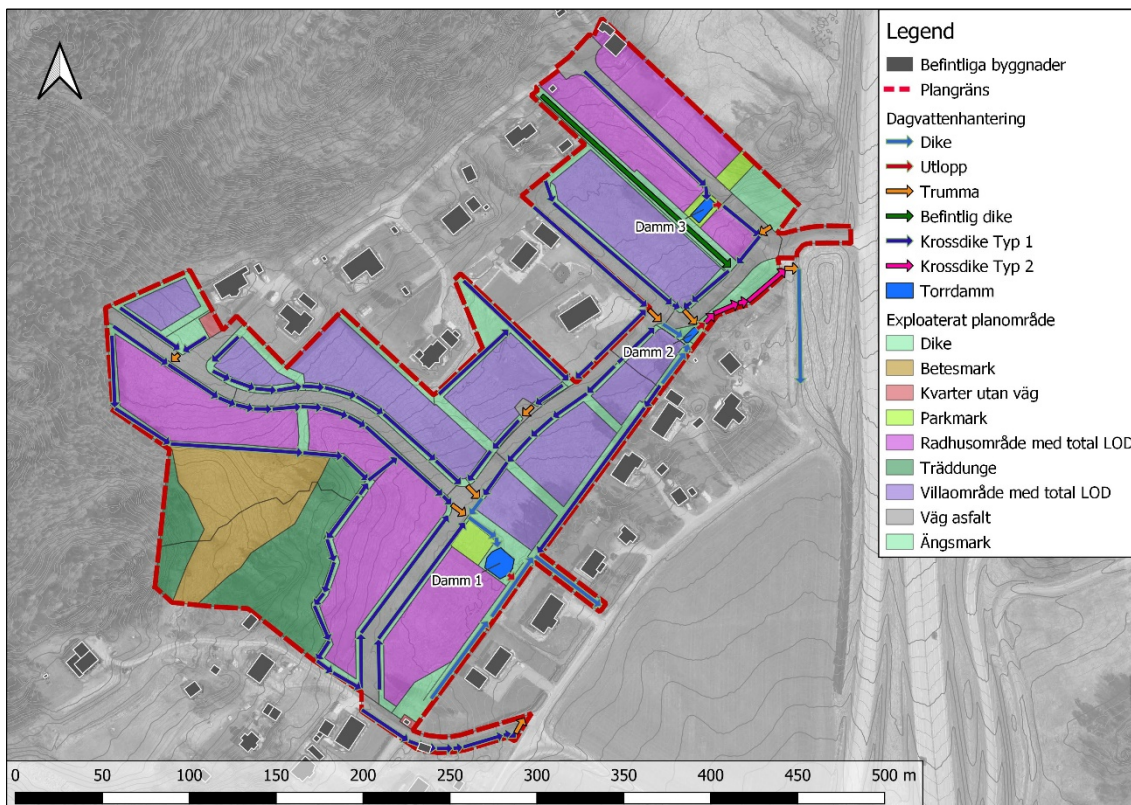 Legend
Befintliga byggnader
Plangräns
Dagvattenhantering
Dike
Utlopp
Trumma
Befintlig dike
Krossdike Typ 1
Krossdike Typ 2
Torrdamm
Exploaterat planområde
Dike
Betesmark
Kvarter utan väg
Parkmark
Radhusområde med total LOD
Träddunge
Villaområde med total LOD
Väg asfalt
Ängsmark
Damm 3
Damm 2
Damm 1
0 50 100 150 200 250 300 350 400 450 500 m